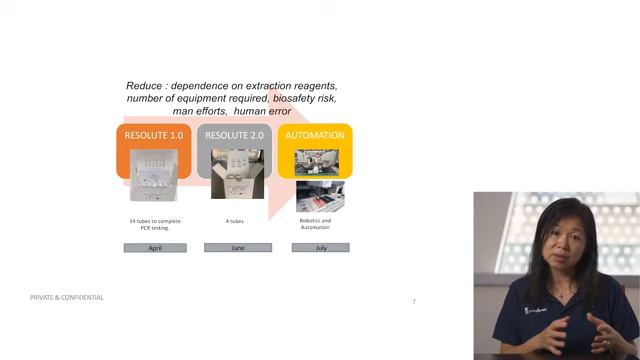 Reduce : dependence on extraction reagents,
number of equipment required, biosafety risk,
man efforts, human error
RESOLUTE 1.0
RESOLUTE 2.0
AUTOMATION
14 tubes to complete
PCR testing.
4 tubes
Robotics and
Automation
April
June
July
PRIVATE & CONFIDENTIAL
7